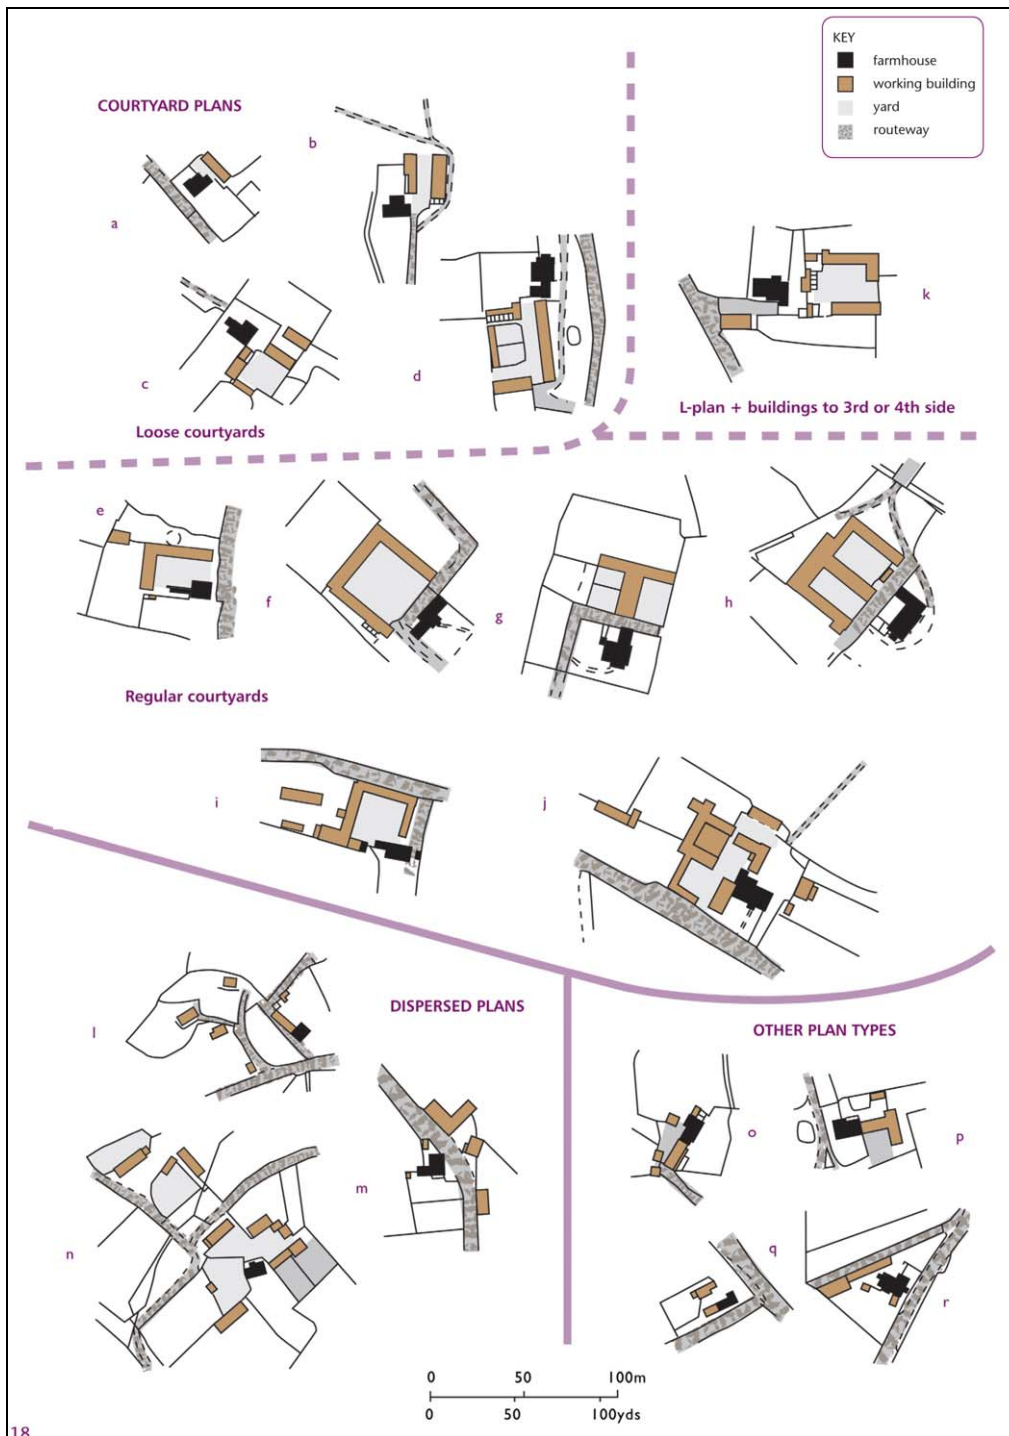 KEY
farmhouse
working building
yard
routeway
COURTYARD PLANS
b
a
k
c
d
L-plan + buildings to 3rd or 4th side
Loose courtyards
e
f
g
h
Regular courtyards
i
j
DISPERSED PLANS
OTHER PLAN TYPES
l
o
p
m
n
q
r
0 50 100m
0 50 100yds
18